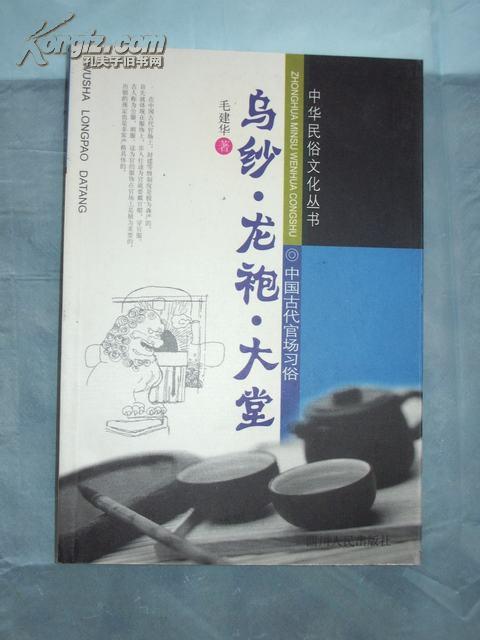 Kongfz.com
孔夫子旧书网
WUSHA LONGPAO DATANG
毛建华 著
乌纱·龙袍·大堂
ZHONGHUA MINSU WENHUA CONGSHU
中华民俗文化丛书
◎中国古代官场习俗
四川人民出版社